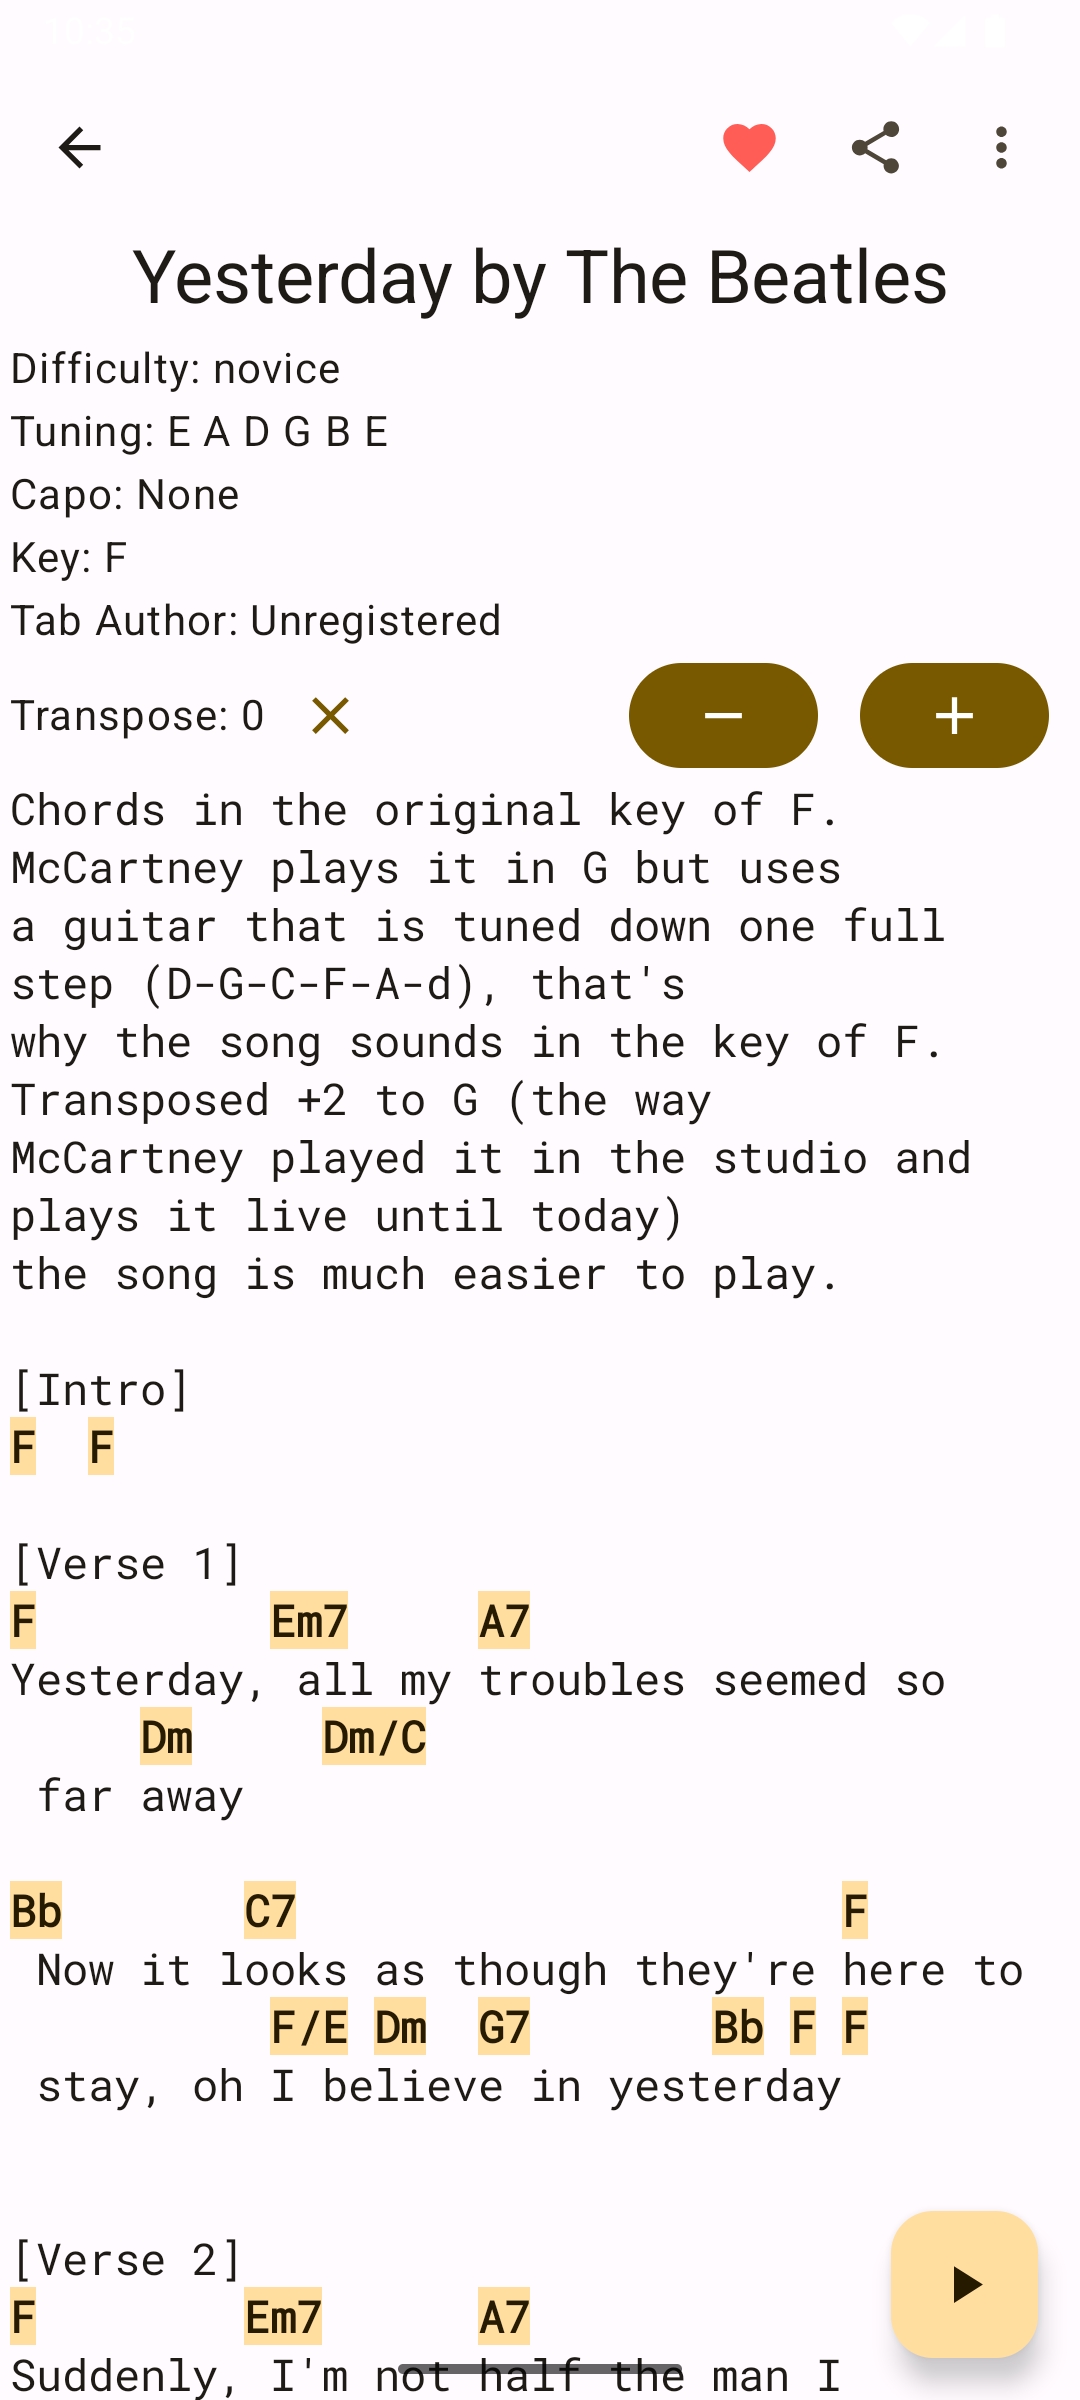 Yesterday by The Beatles
Difficulty: novice
Tuning: E A D G B E
Capo: None
Key: F
Tab Author: Unregistered
Transpose: 0
Chords in the original key of F.
McCartney plays it in G but uses
a guitar that is tuned down one full
step (D-G-C-F-A-d), that's
why the song sounds in the key of F.
Transposed +2 to G (the way
McCartney played it in the studio and
plays it live until today)
the song is much easier to play.
[Intro]
F  F
[Verse 1]
F         Em7     A7
Yesterday, all my troubles seemed so
     Dm     Dm/C
 far away
Bb       C7                     F
 Now it looks as though they're here to
          F/E Dm  G7       Bb F F
 stay, oh I believe in yesterday
[Verse 2]
F        Em7      A7
Suddenly, I'm not half the man I